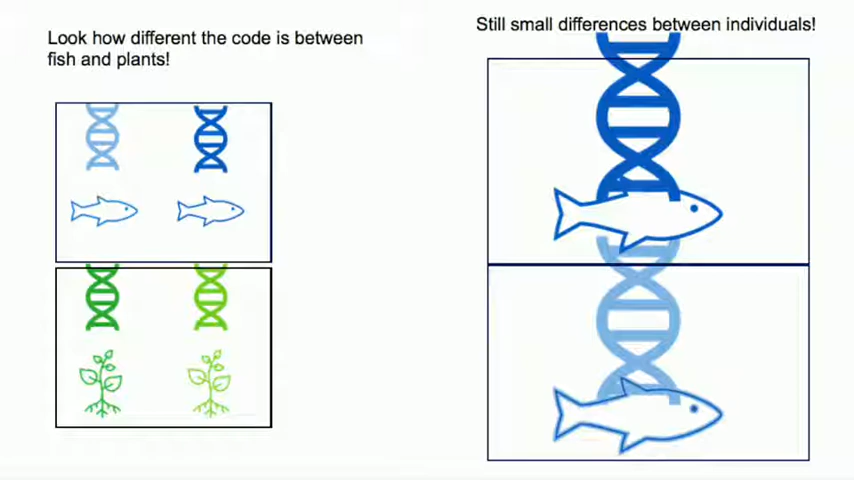 Look how different the code is between
fish and plants!
Still small differences between individuals!